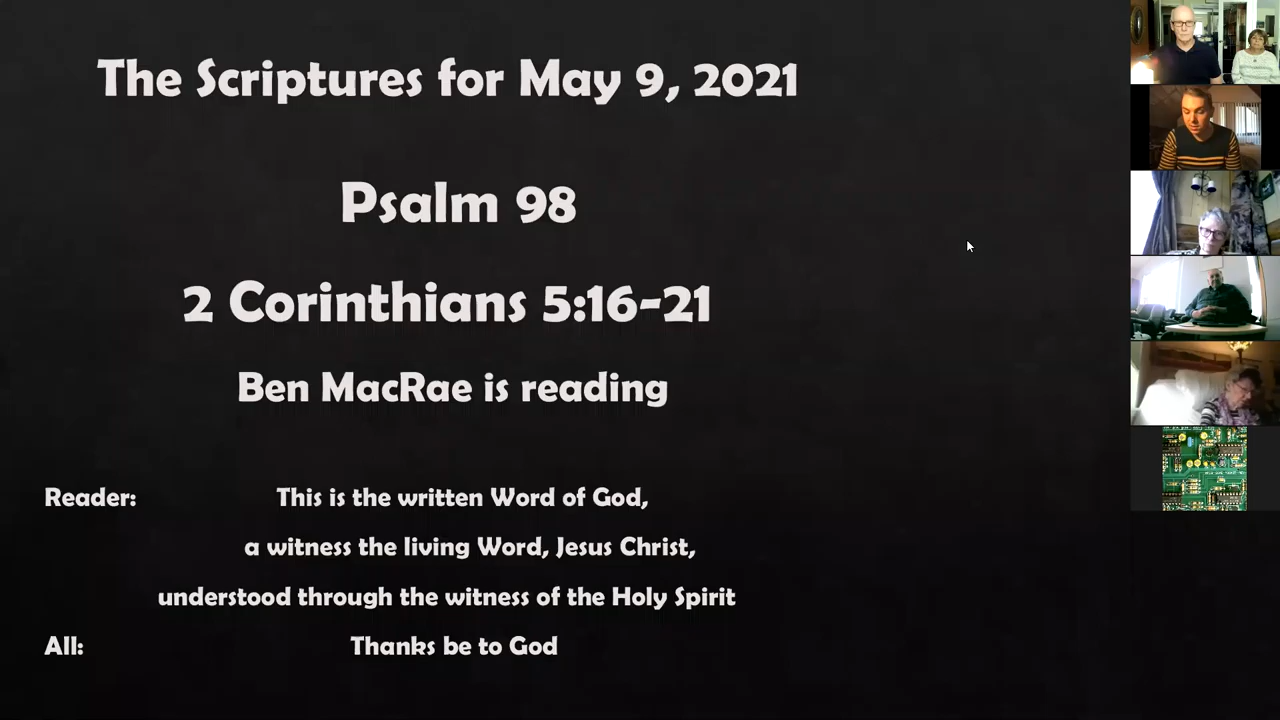 The Scriptures for May 9, 2021
Psalm 98
2 Corinthians 5:16-21
Ben MacRae is reading
Reader: This is the written Word of God,
a witness the living Word, Jesus Christ,
understood through the witness of the Holy Spirit
All: Thanks be to God